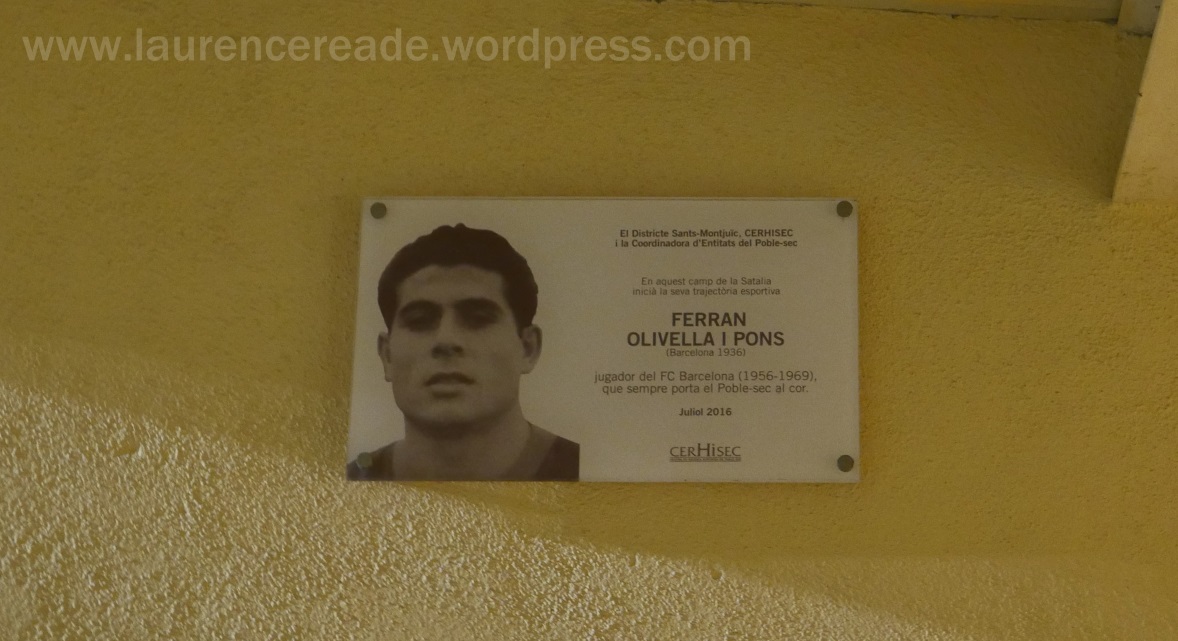 www.laurencereade.wordpress.com
El Districte Sants-Montjuïc, CERHISEC
i la Coordinadora d'Entitats del Poble-sec
En aquest camp de la Satalia
inicià la seva trajectòria esportiva
FERRAN
OLIVELLA I PONS
(Barcelona 1936)
jugador del FC Barcelona (1956-1969),
que sempre porta el Poble-sec al cor.
Juliol 2016
CERHISEC